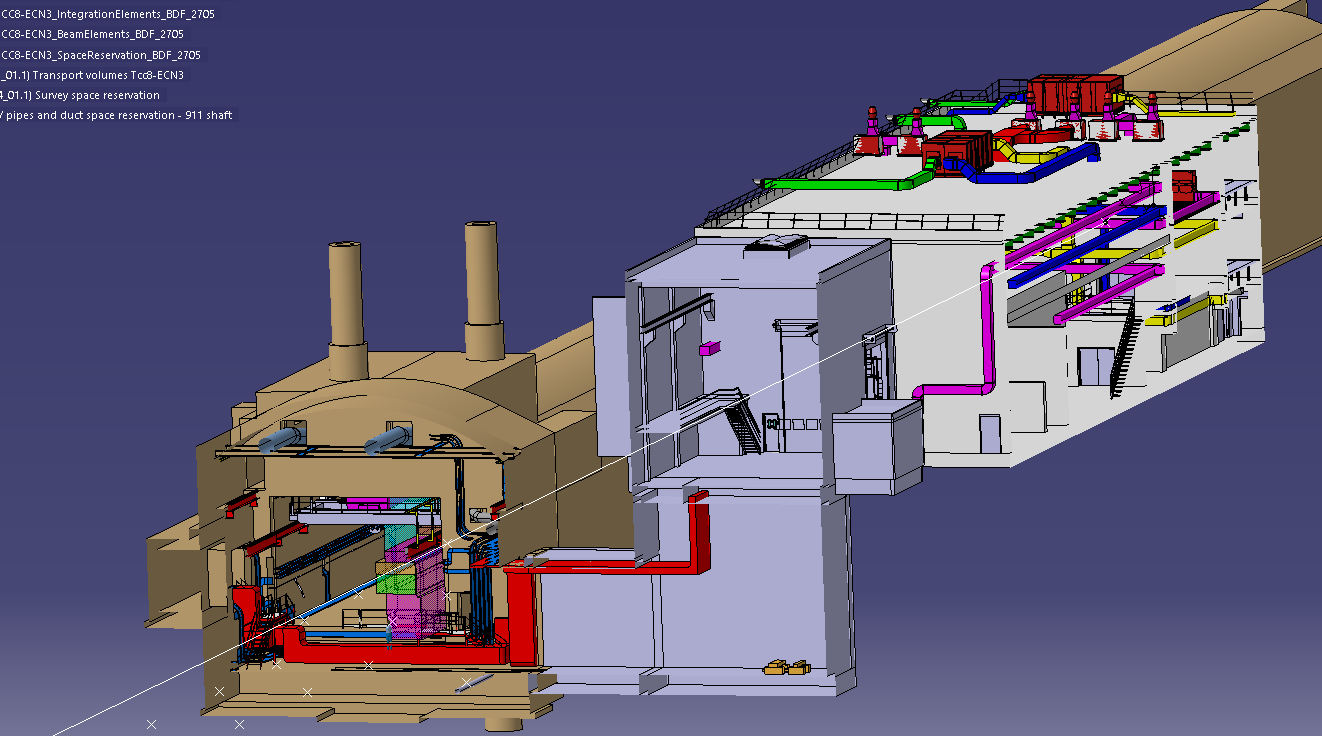 CC8-ECN3_IntegrationElements_BDF_2705
CC8-ECN3_BeamElements_BDF_2705
CC8-ECN3_SpaceReservation_BDF_2705
_01.1) Transport volumes Tcc8-ECN3
_01.1) Survey space reservation
pipes and duct space reservation - 911 shaft